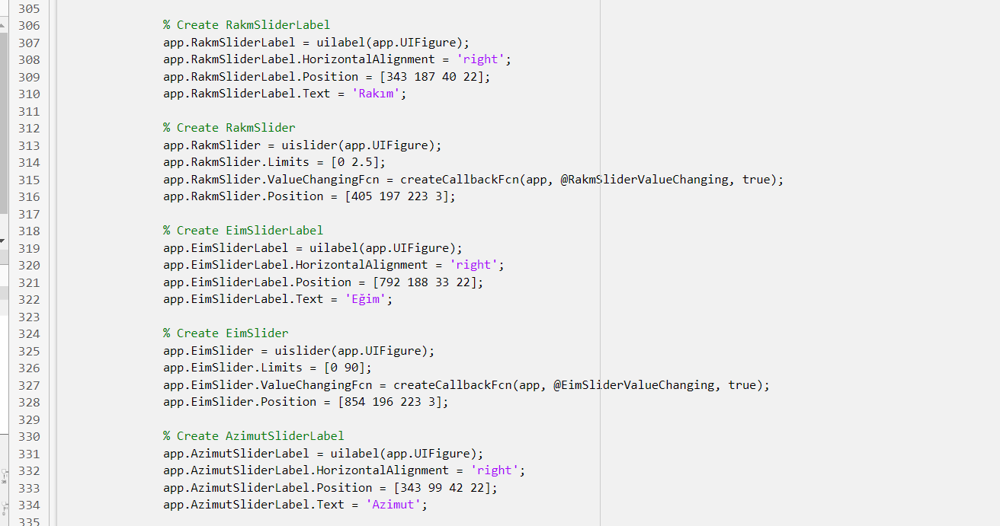 305
306 % Create RakmSliderLabel
307 app.RakmSliderLabel = uilabel(app.UIFigure);
308 app.RakmSliderLabel.HorizontalAlignment = 'right';
309 app.RakmSliderLabel.Position = [343 187 40 22];
310 app.RakmSliderLabel.Text = 'Rakım';
311
312 % Create RakmSlider
313 app.RakmSlider = uislider(app.UIFigure);
314 app.RakmSlider.Limits = [0 2.5];
315 app.RakmSlider.ValueChangingFcn = createCallbackFcn(app, @RakmSliderValueChanging, true);
316 app.RakmSlider.Position = [405 197 223 3];
317
318 % Create EimSliderLabel
319 app.EimSliderLabel = uilabel(app.UIFigure);
320 app.EimSliderLabel.HorizontalAlignment = 'right';
321 app.EimSliderLabel.Position = [792 188 33 22];
322 app.EimSliderLabel.Text = 'Eğim';
323
324 % Create EimSlider
325 app.EimSlider = uislider(app.UIFigure);
326 app.EimSlider.Limits = [0 90];
327 app.EimSlider.ValueChangingFcn = createCallbackFcn(app, @EimSliderValueChanging, true);
328 app.EimSlider.Position = [854 196 223 3];
329
330 % Create AzimutSliderLabel
331 app.AzimutSliderLabel = uilabel(app.UIFigure);
332 app.AzimutSliderLabel.HorizontalAlignment = 'right';
333 app.AzimutSliderLabel.Position = [343 99 42 22];
334 app.AzimutSliderLabel.Text = 'Azimut';
335